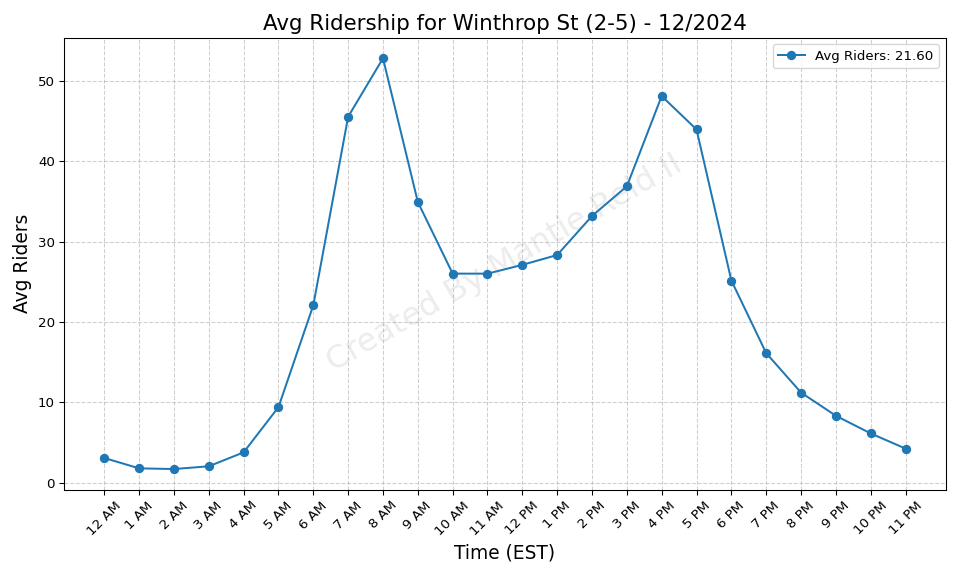 Avg Ridership for Winthrop St (2-5) - 12/2024
Avg Riders: 21.60
Avg Riders
50
40
30
20
10
0
Created By Mantle Reid II
12 AM
1 AM
2 AM
3 AM
4 AM
5 AM
6 AM
7 AM
8 AM
9 AM
10 AM
11 AM
12 PM
1 PM
2 PM
3 PM
4 PM
5 PM
6 PM
7 PM
8 PM
9 PM
10 PM
11 PM
Time (EST)